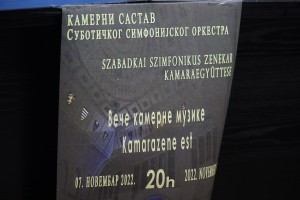 КАМЕРНИ САСТАВ
СУБОТИЧКОГ СИМФОНИЈСКОГ ОРКЕСТРА
SZABADKAI SZIMFONIKUS ZENEKAR
KAMARAEGYÜTTESE
Вече камерне музике
Kamarazene est
07. НОВЕМБАР 2022. 20h 2022. NOVEMBER